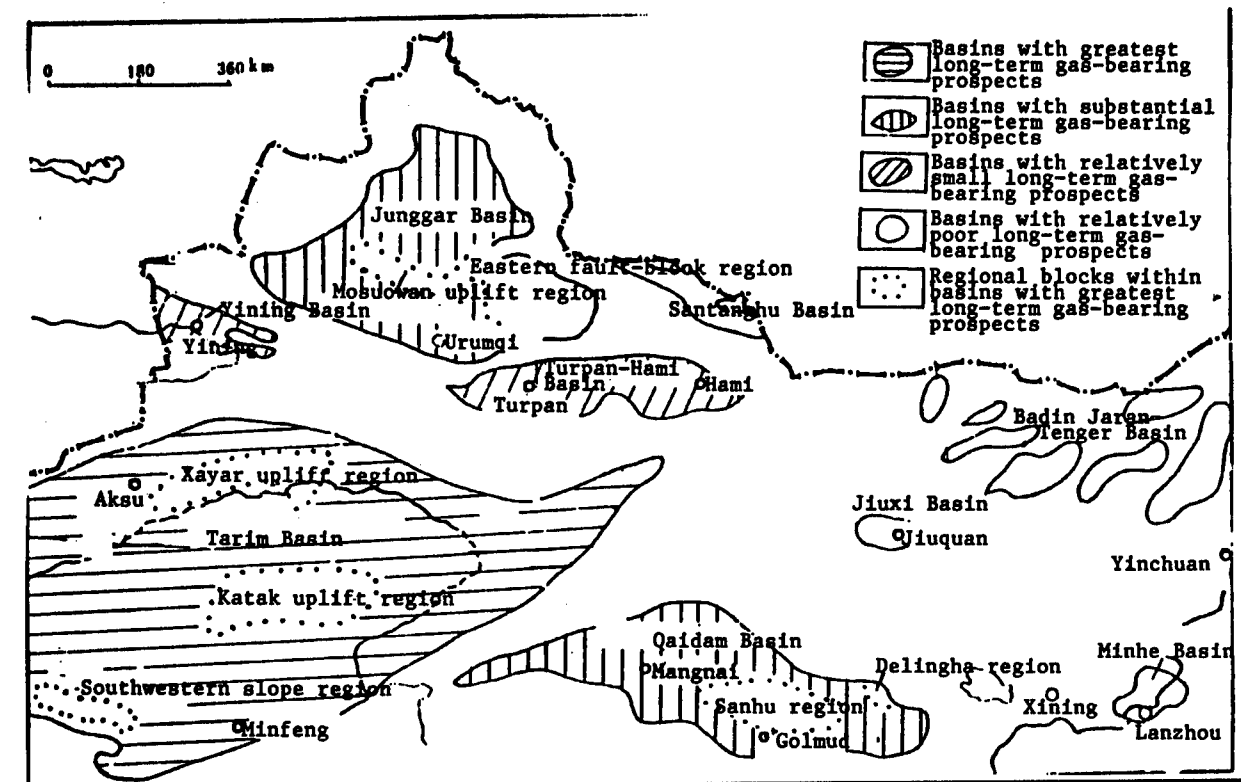 0 180 360 km
Basins with greatest
long-term gas-bearing
prospects
Basins with substantial
long-term gas-bearing
prospects
Basins with relatively
small long-term gas-
bearing prospects
Basins with relatively
poor long-term gas-
bearing prospects
Regional blocks within
basins with greatest
long-term gas-bearing
prospects
Junggar Basin
Eastern fault-block region
Mosuowan uplift region
Santanghu Basin
Yining Basin
Yining
Urumqi
Turpan-Hami
Basin
Hami
Turpan
Badin Jaran-
Tenger Basin
Xayar uplift region
Aksu
Jiuxi Basin
Jiuquan
Tarim Basin
Yinchuan
Katak uplift region
Qaidam Basin
Minhe Basin
Mangnai
Delingha region
Southwestern slope region
Sanhu region
Xining
Minfeng
Golmud
Lanzhou